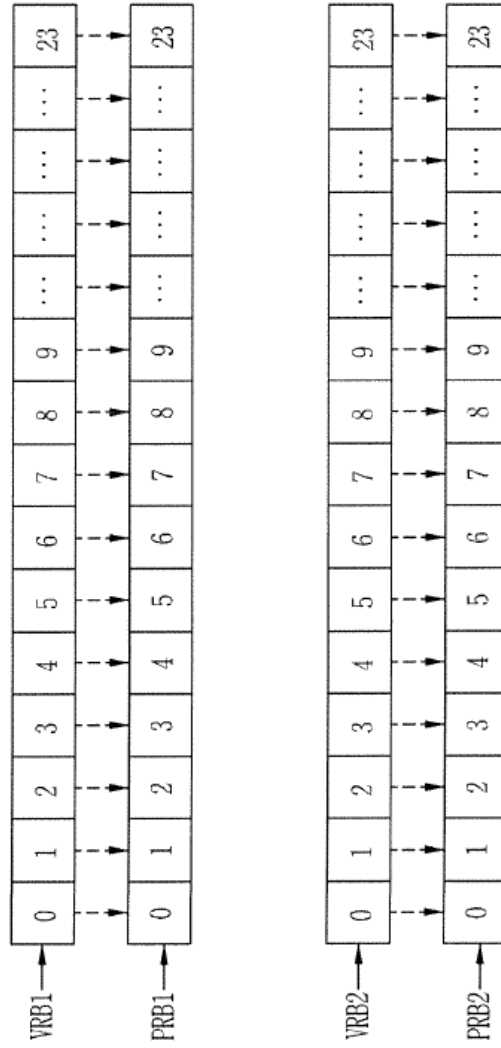 VRB1 0 1 2 3 4 5 6 7 8 9 ... ... ... ... 23
PRB1 0 1 2 3 4 5 6 7 8 9 ... ... ... ... 23
VRB2 0 1 2 3 4 5 6 7 8 9 ... ... ... ... 23
PRB2 0 1 2 3 4 5 6 7 8 9 ... ... ... ... 23